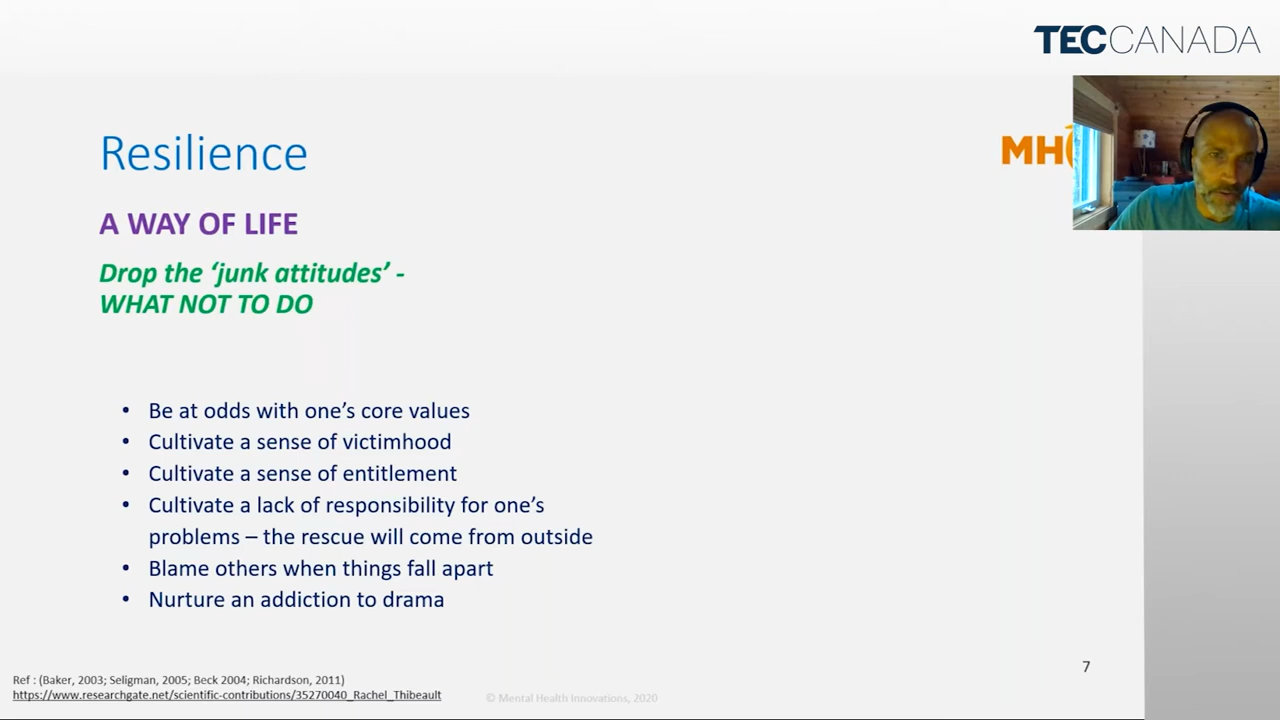 TECCANADA
Resilience
MH
A WAY OF LIFE
Drop the ‘junk attitudes’ -
WHAT NOT TO DO
• Be at odds with one’s core values
• Cultivate a sense of victimhood
• Cultivate a sense of entitlement
• Cultivate a lack of responsibility for one’s
problems – the rescue will come from outside
• Blame others when things fall apart
• Nurture an addiction to drama
7
Ref : (Baker, 2003; Seligman, 2005; Beck 2004; Richardson, 2011)
https://www.researchgate.net/scientific-contributions/35270040_Rachel_Thibeault
© Mental Health Innovations, 2020